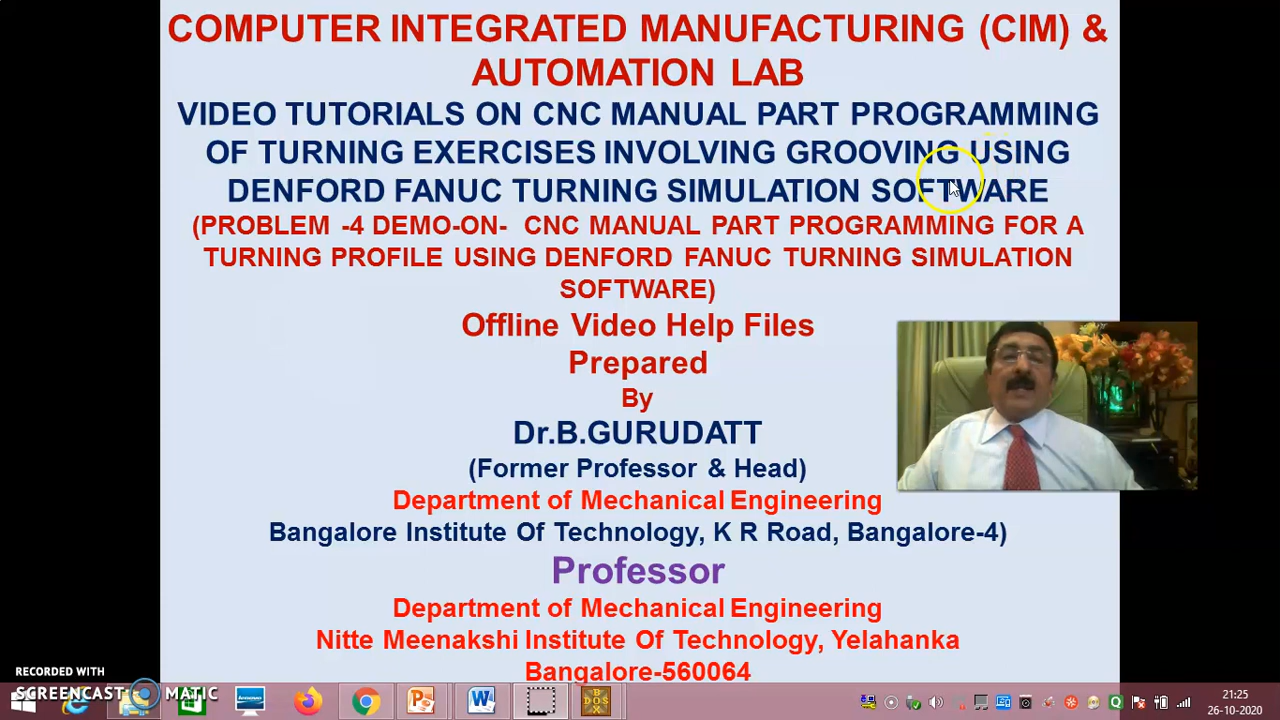 COMPUTER INTEGRATED MANUFACTURING (CIM) &
AUTOMATION LAB
VIDEO TUTORIALS ON CNC MANUAL PART PROGRAMMING
OF TURNING EXERCISES INVOLVING GROOVING USING
DENFORD FANUC TURNING SIMULATION SOFTWARE
(PROBLEM -4 DEMO-ON- CNC MANUAL PART PROGRAMMING FOR A
TURNING PROFILE USING DENFORD FANUC TURNING SIMULATION
SOFTWARE)
Offline Video Help Files
Prepared
By
Dr.B.GURUDATT
(Former Professor & Head)
Department of Mechanical Engineering
Bangalore Institute Of Technology, K R Road, Bangalore-4)
Professor
Department of Mechanical Engineering
Nitte Meenakshi Institute Of Technology, Yelahanka
Bangalore-560064
RECORDED WITH
SCREENCAST MATIC
21:25
26-10-2020